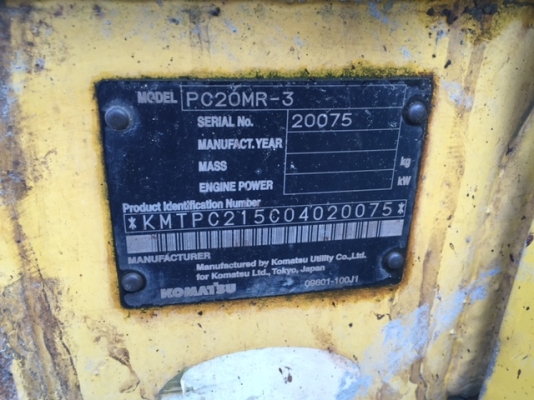 MODEL PC20MR-3
SERIAL No. 20075
MANUFACT. YEAR
MASS kg
ENGINE POWER kW
Product Identification Number
*KMTPC215C04020075*
MANUFACTURER Manufactured by Komatsu Utility Co.,Ltd.
for Komatsu Ltd., Tokyo, Japan
KOMATSU 09601-100J1